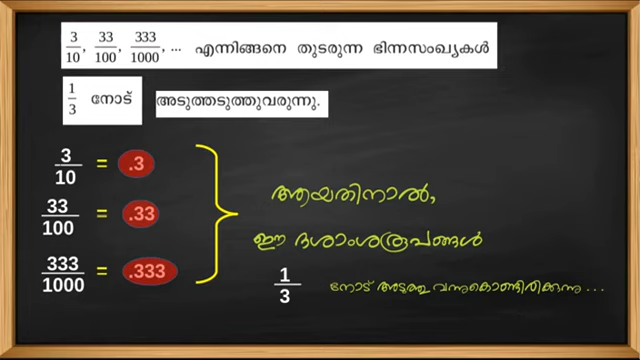 3/10, 33/100, 333/1000, ... എന്നിങ്ങനെ തുടരുന്ന ഭിന്നസംഖ്യകൾ
1/3 നോട് അടുത്തടുത്തുവരുന്നു.
3/10 = .3
33/100 = .33
333/1000 = .333
ആയതിനാൽ,
ഈ ദശാംശരൂപങ്ങൾ
1/3 നോട് അടുത്തു വന്നുകൊണ്ടിരിക്കുന്നു ...